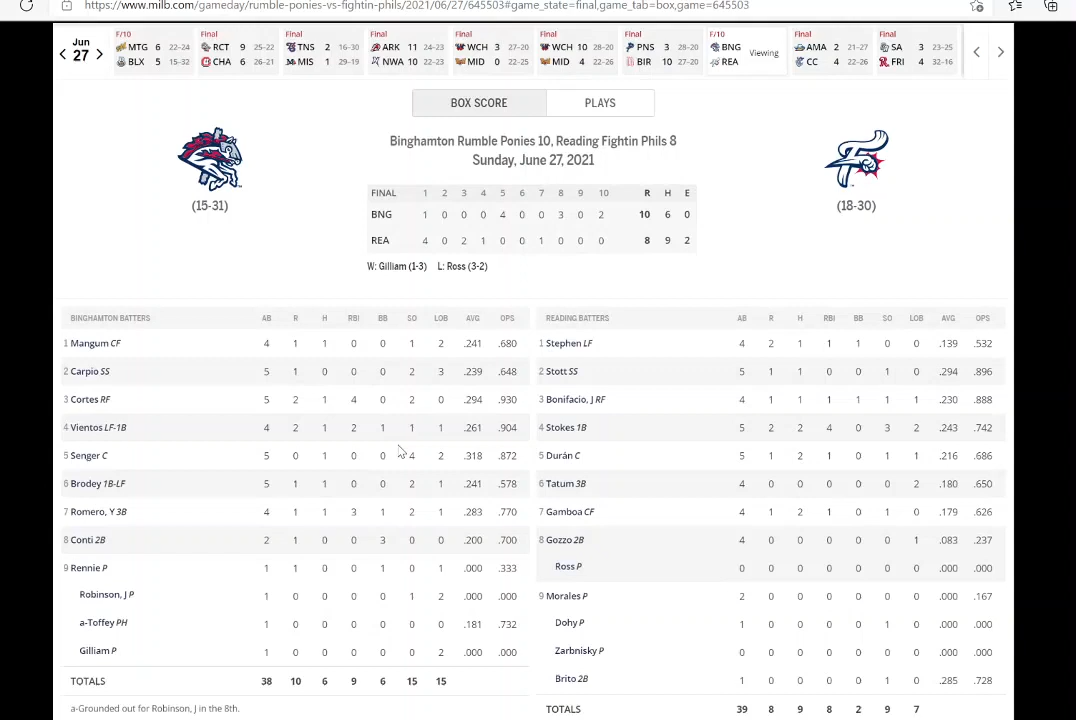 https://www.milb.com/gameday/rumble-ponies-vs-fightin-phils/2021/06/27/645503#game_state=final,game_tab=box,game=645503
Jun
27
F/10
MTG 6 22-24
BLX 5 15-32
Final
RCT 9 25-22
CHA 6 26-21
Final
TNS 2 16-30
MIS 1 29-19
Final
ARK 11 24-23
NWA 10 22-23
Final
WCH 3 27-20
MID 0 22-25
Final
WCH 10 28-20
MID 4 22-26
Final
PNS 3 28-20
BIR 10 27-20
F/10
BNG
REA
Viewing
Final
AMA 2 21-27
CC 4 22-26
Final
SA 3 23-25
FRI 4 32-16
BOX SCORE PLAYS
Binghamton Rumble Ponies 10, Reading Fightin Phils 8
Sunday, June 27, 2021
(15-31)
(18-30)
FINAL 1 2 3 4 5 6 7 8 9 10 R H E
BNG 1 0 0 0 4 0 0 3 0 2 10 6 0
REA 4 0 2 1 0 0 1 0 0 0 8 9 2
W: Gilliam (1-3) L: Ross (3-2)
BINGHAMTON BATTERS AB R H RBI BB SO LOB AVG OPS
1 Mangum CF 4 1 1 0 0 1 2 .241 .680
2 Carpio SS 5 1 0 0 0 2 3 .239 .648
3 Cortes RF 5 2 1 4 0 2 0 .294 .930
4 Vientos LF-1B 4 2 1 2 1 1 1 .261 .904
5 Senger C 5 0 1 0 0 4 2 .318 .872
6 Brodey 1B-LF 5 1 1 0 0 2 1 .241 .578
7 Romero, Y 3B 4 1 1 3 1 2 1 .283 .770
8 Conti 2B 2 1 0 0 3 0 0 .200 .700
9 Rennie P 1 1 0 0 1 0 1 .000 .333
Robinson, J P 1 0 0 0 0 1 2 .000 .000
a-Toffey PH 1 0 0 0 0 0 0 .181 .732
Gilliam P 1 0 0 0 0 0 2 .000 .000
TOTALS 38 10 6 9 6 15 15
a-Grounded out for Robinson, J in the 8th.
READING BATTERS AB R H RBI BB SO LOB AVG OPS
1 Stephen LF 4 2 1 1 1 0 0 .139 .532
2 Stott SS 5 1 1 0 0 1 0 .294 .896
3 Bonifacio, J RF 4 1 1 1 1 1 1 .230 .888
4 Stokes 1B 5 2 2 4 0 3 2 .243 .742
5 Durán C 5 1 2 1 0 1 1 .216 .686
6 Tatum 3B 4 0 0 0 0 0 2 .180 .650
7 Gamboa CF 4 1 2 1 0 1 0 .179 .626
8 Gozzo 2B 4 0 0 0 0 0 1 .083 .237
Ross P 0 0 0 0 0 0 0 .000 .000
9 Morales P 2 0 0 0 0 0 0 .000 .167
Dohy P 1 0 0 0 0 1 0 .000 .000
Zarbnisky P 0 0 0 0 0 0 0 .000 .000
Brito 2B 1 0 0 0 0 1 0 .285 .728
TOTALS 39 8 9 8 2 9 7